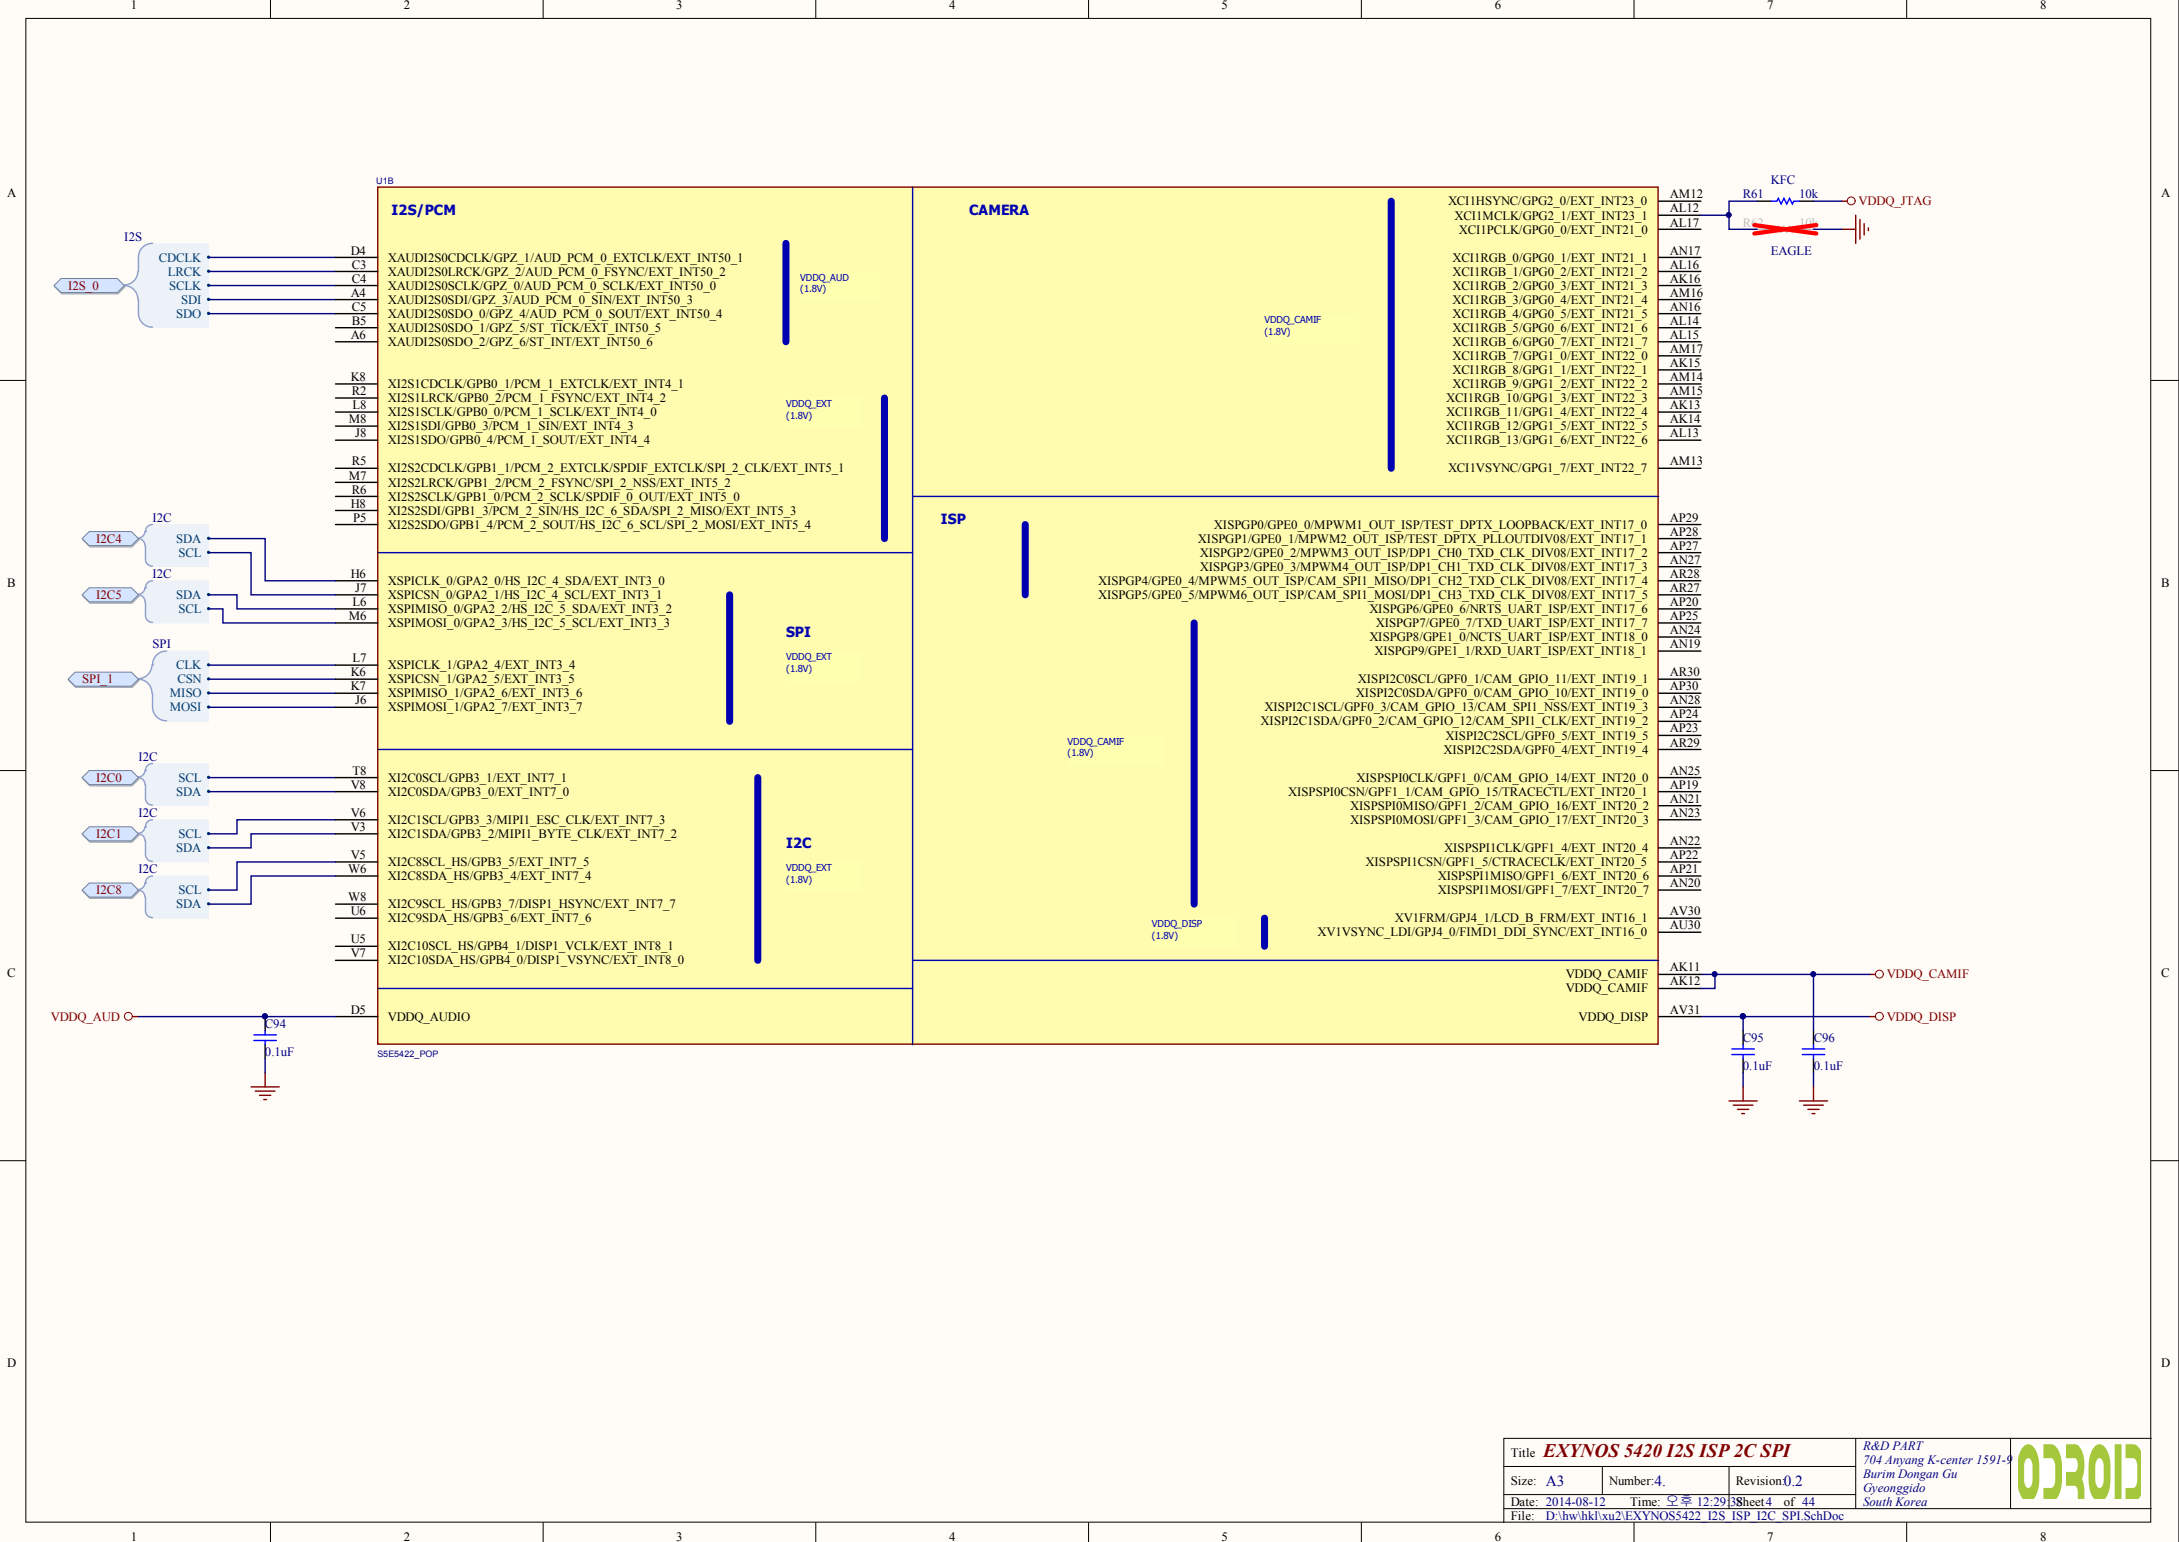 1 2 3 4 5 6 7 8
A
B
C
D
A
B
C
D
U1B
I2S/PCM
I2S
I2S_0
CDCLK D4 XAUDI2S0CDCLK/GPZ_1/AUD_PCM_0_EXTCLK/EXT_INT50_1
LRCK C3 XAUDI2S0LRCK/GPZ_2/AUD_PCM_0_FSYNC/EXT_INT50_2
SCLK C4 XAUDI2S0SCLK/GPZ_0/AUD_PCM_0_SCLK/EXT_INT50_0
SDI A4 XAUDI2S0SDI/GPZ_3/AUD_PCM_0_SIN/EXT_INT50_3
SDO C5 XAUDI2S0SDO_0/GPZ_4/AUD_PCM_0_SOUT/EXT_INT50_4
B5 XAUDI2S0SDO_1/GPZ_5/ST_TICK/EXT_INT50_5
A6 XAUDI2S0SDO_2/GPZ_6/ST_INT/EXT_INT50_6
VDDQ_AUD
(1.8V)
K8 XI2S1CDCLK/GPB0_1/PCM_1_EXTCLK/EXT_INT4_1
R2 XI2S1LRCK/GPB0_2/PCM_1_FSYNC/EXT_INT4_2
L8 XI2S1SCLK/GPB0_0/PCM_1_SCLK/EXT_INT4_0
M8 XI2S1SDI/GPB0_3/PCM_1_SIN/EXT_INT4_3
J8 XI2S1SDO/GPB0_4/PCM_1_SOUT/EXT_INT4_4
VDDQ_EXT
(1.8V)
R5 XI2S2CDCLK/GPB1_1/PCM_2_EXTCLK/SPDIF_EXTCLK/SPI_2_CLK/EXT_INT5_1
M7 XI2S2LRCK/GPB1_2/PCM_2_FSYNC/SPI_2_NSS/EXT_INT5_2
R6 XI2S2SCLK/GPB1_0/PCM_2_SCLK/SPDIF_0_OUT/EXT_INT5_0
H8 XI2S2SDI/GPB1_3/PCM_2_SIN/HS_I2C_6_SDA/SPI_2_MISO/EXT_INT5_3
P5 XI2S2SDO/GPB1_4/PCM_2_SOUT/HS_I2C_6_SCL/SPI_2_MOSI/EXT_INT5_4
I2C
I2C4
SDA
SCL
I2C
I2C5
SDA
SCL
H6 XSPICLK_0/GPA2_0/HS_I2C_4_SDA/EXT_INT3_0
J7 XSPICSN_0/GPA2_1/HS_I2C_4_SCL/EXT_INT3_1
L6 XSPIMISO_0/GPA2_2/HS_I2C_5_SDA/EXT_INT3_2
M6 XSPIMOSI_0/GPA2_3/HS_I2C_5_SCL/EXT_INT3_3
SPI
VDDQ_EXT
(1.8V)
SPI
SPI_1
CLK L7 XSPICLK_1/GPA2_4/EXT_INT3_4
CSN K6 XSPICSN_1/GPA2_5/EXT_INT3_5
MISO K7 XSPIMISO_1/GPA2_6/EXT_INT3_6
MOSI J6 XSPIMOSI_1/GPA2_7/EXT_INT3_7
I2C
I2C0
SCL T8 XI2C0SCL/GPB3_1/EXT_INT7_1
SDA V8 XI2C0SDA/GPB3_0/EXT_INT7_0
I2C
I2C1
SCL
SDA
V6 XI2C1SCL/GPB3_3/MIPI1_ESC_CLK/EXT_INT7_3
V3 XI2C1SDA/GPB3_2/MIPI1_BYTE_CLK/EXT_INT7_2
I2C
I2C8
SCL
SDA
V5 XI2C8SCL_HS/GPB3_5/EXT_INT7_5
W6 XI2C8SDA_HS/GPB3_4/EXT_INT7_4
I2C
VDDQ_EXT
(1.8V)
W8 XI2C9SCL_HS/GPB3_7/DISP1_HSYNC/EXT_INT7_7
U6 XI2C9SDA_HS/GPB3_6/EXT_INT7_6
U5 XI2C10SCL_HS/GPB4_1/DISP1_VCLK/EXT_INT8_1
V7 XI2C10SDA_HS/GPB4_0/DISP1_VSYNC/EXT_INT8_0
VDDQ_AUD D5 VDDQ_AUDIO
C94
0.1uF
S5E5422_POP
CAMERA
VDDQ_CAMIF
(1.8V)
XCI1HSYNC/GPG2_0/EXT_INT23_0 AM12
XCI1MCLK/GPG2_1/EXT_INT23_1 AL12
XCI1PCLK/GPG0_0/EXT_INT21_0 AL17
KFC
R61 10k VDDQ_JTAG
R62 10k
EAGLE
XCI1RGB_0/GPG0_1/EXT_INT21_1 AN17
XCI1RGB_1/GPG0_2/EXT_INT21_2 AL16
XCI1RGB_2/GPG0_3/EXT_INT21_3 AK16
XCI1RGB_3/GPG0_4/EXT_INT21_4 AM16
XCI1RGB_4/GPG0_5/EXT_INT21_5 AN16
XCI1RGB_5/GPG0_6/EXT_INT21_6 AL14
XCI1RGB_6/GPG0_7/EXT_INT21_7 AL15
XCI1RGB_7/GPG1_0/EXT_INT22_0 AM17
XCI1RGB_8/GPG1_1/EXT_INT22_1 AK15
XCI1RGB_9/GPG1_2/EXT_INT22_2 AM14
XCI1RGB_10/GPG1_3/EXT_INT22_3 AM15
XCI1RGB_11/GPG1_4/EXT_INT22_4 AK13
XCI1RGB_12/GPG1_5/EXT_INT22_5 AK14
XCI1RGB_13/GPG1_6/EXT_INT22_6 AL13
XCI1VSYNC/GPG1_7/EXT_INT22_7 AM13
ISP
XISPGP0/GPE0_0/MPWM1_OUT_ISP/TEST_DPTX_LOOPBACK/EXT_INT17_0 AP29
XISPGP1/GPE0_1/MPWM2_OUT_ISP/TEST_DPTX_PLLOUTDIV08/EXT_INT17_1 AP28
XISPGP2/GPE0_2/MPWM3_OUT_ISP/DP1_CH0_TXD_CLK_DIV08/EXT_INT17_2 AP27
XISPGP3/GPE0_3/MPWM4_OUT_ISP/DP1_CH1_TXD_CLK_DIV08/EXT_INT17_3 AN27
XISPGP4/GPE0_4/MPWM5_OUT_ISP/CAM_SPI1_MISO/DP1_CH2_TXD_CLK_DIV08/EXT_INT17_4 AR28
XISPGP5/GPE0_5/MPWM6_OUT_ISP/CAM_SPI1_MOSI/DP1_CH3_TXD_CLK_DIV08/EXT_INT17_5 AR27
XISPGP6/GPE0_6/NRTS_UART_ISP/EXT_INT17_6 AP20
XISPGP7/GPE0_7/TXD_UART_ISP/EXT_INT17_7 AP25
XISPGP8/GPE1_0/NCTS_UART_ISP/EXT_INT18_0 AN24
XISPGP9/GPE1_1/RXD_UART_ISP/EXT_INT18_1 AN19
XISPI2C0SCL/GPF0_1/CAM_GPIO_11/EXT_INT19_1 AR30
XISPI2C0SDA/GPF0_0/CAM_GPIO_10/EXT_INT19_0 AP30
XISPI2C1SCL/GPF0_3/CAM_GPIO_13/CAM_SPI1_NSS/EXT_INT19_3 AN28
XISPI2C1SDA/GPF0_2/CAM_GPIO_12/CAM_SPI1_CLK/EXT_INT19_2 AP24
XISPI2C2SCL/GPF0_5/EXT_INT19_5 AP23
XISPI2C2SDA/GPF0_4/EXT_INT19_4 AR29
VDDQ_CAMIF
(1.8V)
XISPSPI0CLK/GPF1_0/CAM_GPIO_14/EXT_INT20_0 AN25
XISPSPI0CSN/GPF1_1/CAM_GPIO_15/TRACECTL/EXT_INT20_1 AP19
XISPSPI0MISO/GPF1_2/CAM_GPIO_16/EXT_INT20_2 AN21
XISPSPI0MOSI/GPF1_3/CAM_GPIO_17/EXT_INT20_3 AN23
XISPSPI1CLK/GPF1_4/EXT_INT20_4 AN22
XISPSPI1CSN/GPF1_5/CTRACECLK/EXT_INT20_5 AP22
XISPSPI1MISO/GPF1_6/EXT_INT20_6 AP21
XISPSPI1MOSI/GPF1_7/EXT_INT20_7 AN20
VDDQ_DISP
(1.8V)
XV1FRM/GPJ4_1/LCD_B_FRM/EXT_INT16_1 AV30
XV1VSYNC_LDI/GPJ4_0/FIMD1_DDI_SYNC/EXT_INT16_0 AU30
VDDQ_CAMIF AK11 VDDQ_CAMIF
VDDQ_CAMIF AK12
VDDQ_DISP AV31 VDDQ_DISP
C95 C96
0.1uF 0.1uF
Title EXYNOS 5420 I2S ISP 2C SPI
Size: A3 Number:4. Revision:0.2
Date: 2014-08-12 Time: 오후 12:29:38 Sheet4 of 44
File: D:\hw\hkl\xu2\EXYNOS5422_I2S_ISP_I2C_SPI.SchDoc
R&D PART
704 Anyang K-center 1591-9
Burim Dongan Gu
Gyeonggido
South Korea
ODROID
1 2 3 4 5 6 7 8